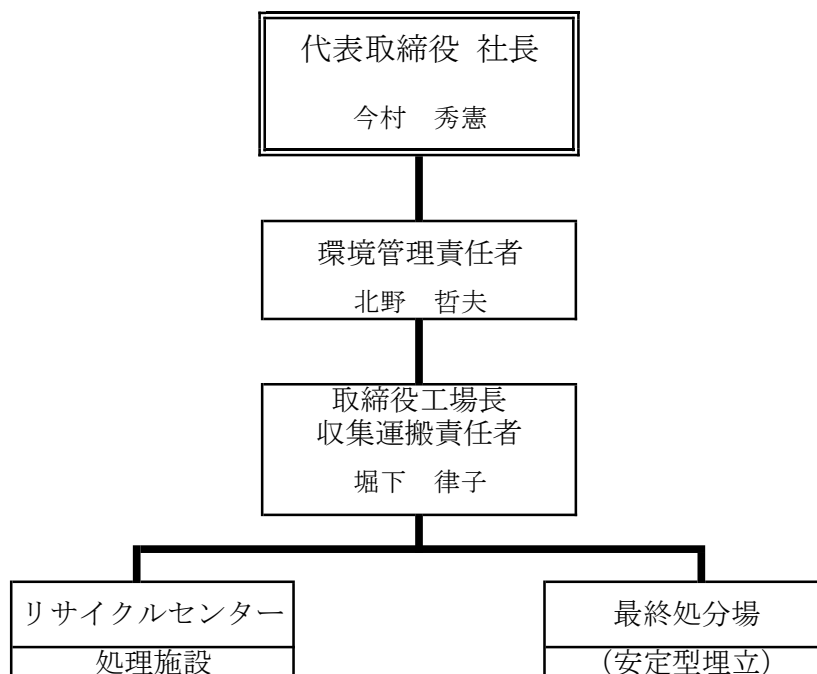 代表取締役 社長
今村　秀憲
環境管理責任者
北野　哲夫
取締役工場長
収集運搬責任者
堀下　律子
リサイクルセンター
最終処分場
処理施設
（安定型埋立）